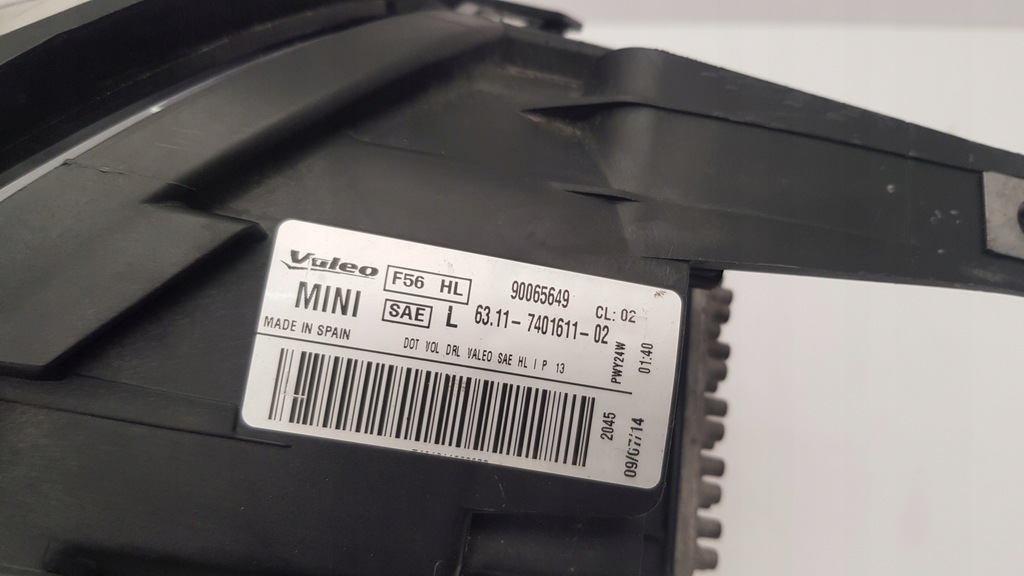 Valeo F56 HL 90065649 CL: 02
MINI SAE L 63.11- 7401611-02
MADE IN SPAIN
DOT VOL DRL VALEO SAE HL I P 13
PWY24W
01:40
2045
09/07/14